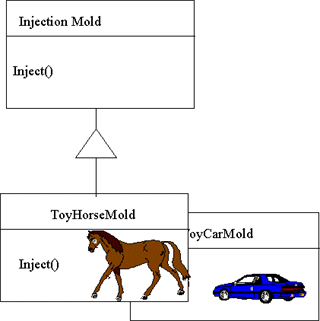 Injection Mold
Inject()
ToyHorseMold
Inject()
oyCarMold